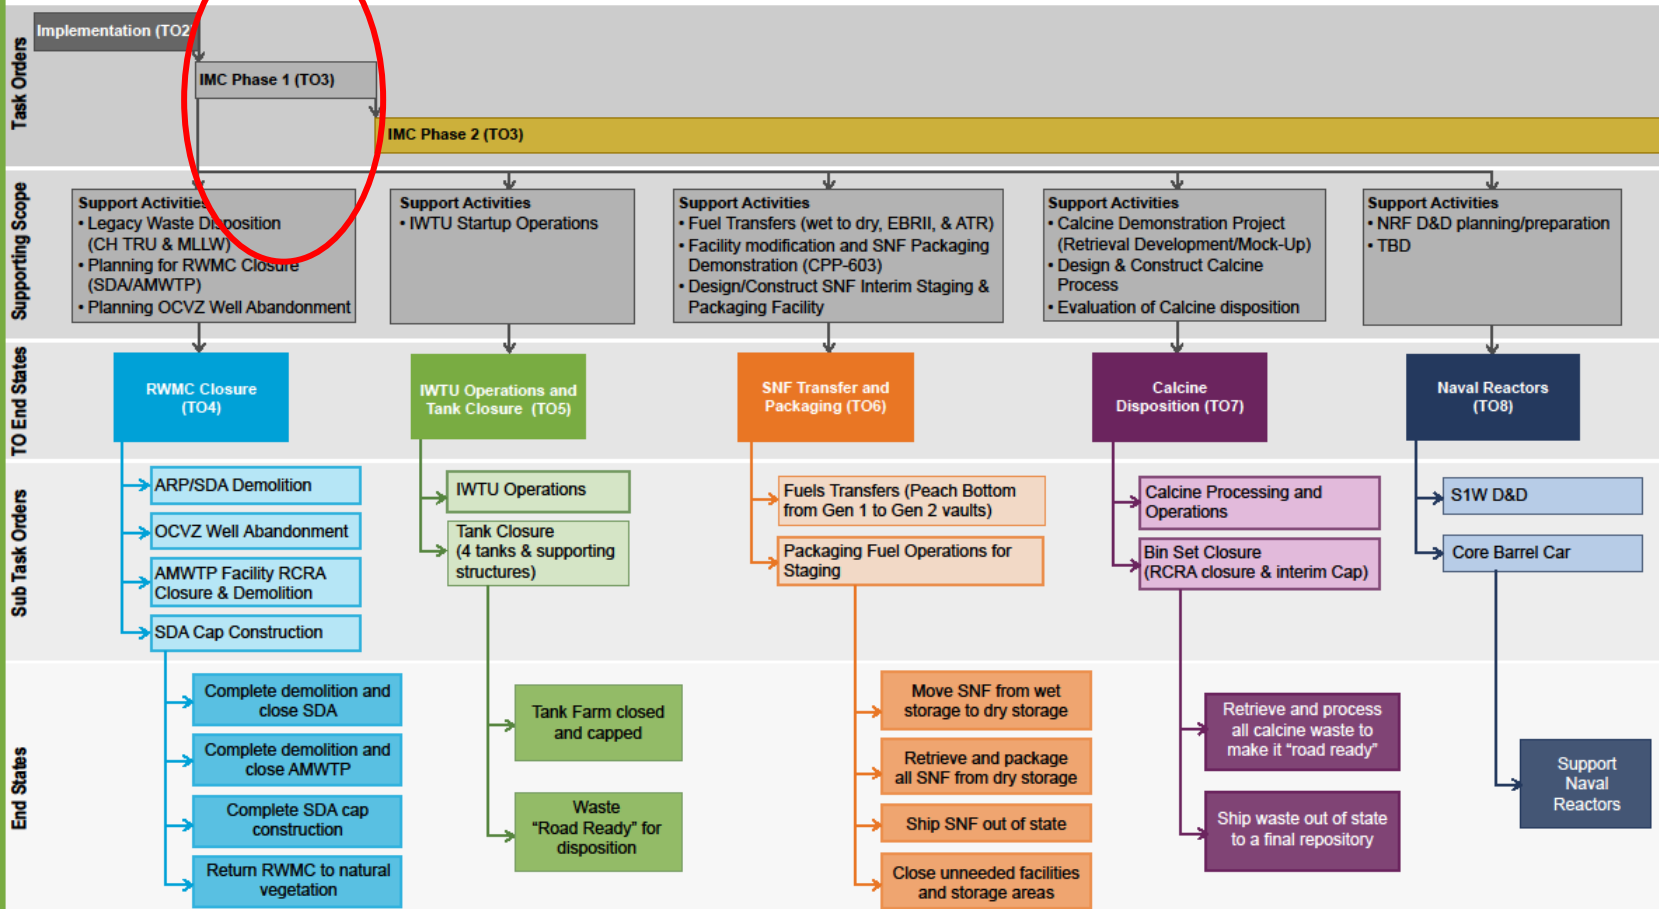 Task Orders
Implementation (TO2)
IMC Phase 1 (TO3)
IMC Phase 2 (TO3)
Supporting Scope
Support Activities
• Legacy Waste Disposition
(CH TRU & MLLW)
• Planning for RWMC Closure
(SDA/AMWTP)
• Planning OCVZ Well Abandonment
Support Activities
• IWTU Startup Operations
Support Activities
• Fuel Transfers (wet to dry, EBRII, & ATR)
• Facility modification and SNF Packaging
Demonstration (CPP-603)
• Design/Construct SNF Interim Staging &
Packaging Facility
Support Activities
• Calcine Demonstration Project
(Retrieval Development/Mock-Up)
• Design & Construct Calcine
Process
• Evaluation of Calcine disposition
Support Activities
• NRF D&D planning/preparation
• TBD
TO End States
RWMC Closure
(TO4)
IWTU Operations and
Tank Closure (TO5)
SNF Transfer and
Packaging (TO6)
Calcine
Disposition (TO7)
Naval Reactors
(TO8)
Sub Task Orders
ARP/SDA Demolition
OCVZ Well Abandonment
AMWTP Facility RCRA
Closure & Demolition
SDA Cap Construction
IWTU Operations
Tank Closure
(4 tanks & supporting
structures)
Fuels Transfers (Peach Bottom
from Gen 1 to Gen 2 vaults)
Packaging Fuel Operations for
Staging
Calcine Processing and
Operations
Bin Set Closure
(RCRA closure & interim Cap)
S1W D&D
Core Barrel Car
End States
Complete demolition and
close SDA
Complete demolition and
close AMWTP
Complete SDA cap
construction
Return RWMC to natural
vegetation
Tank Farm closed
and capped
Waste
“Road Ready” for
disposition
Move SNF from wet
storage to dry storage
Retrieve and package
all SNF from dry storage
Ship SNF out of state
Close unneeded facilities
and storage areas
Retrieve and process
all calcine waste to
make it “road ready”
Ship waste out of state
to a final repository
Support
Naval
Reactors